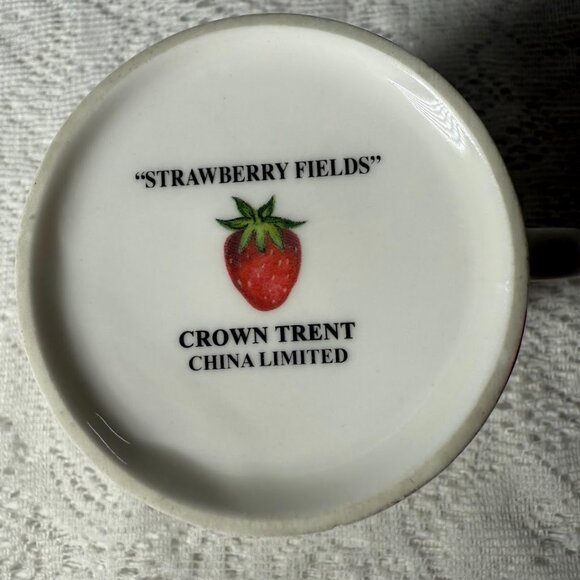 “STRAWBERRY FIELDS”
CROWN TRENT
CHINA LIMITED